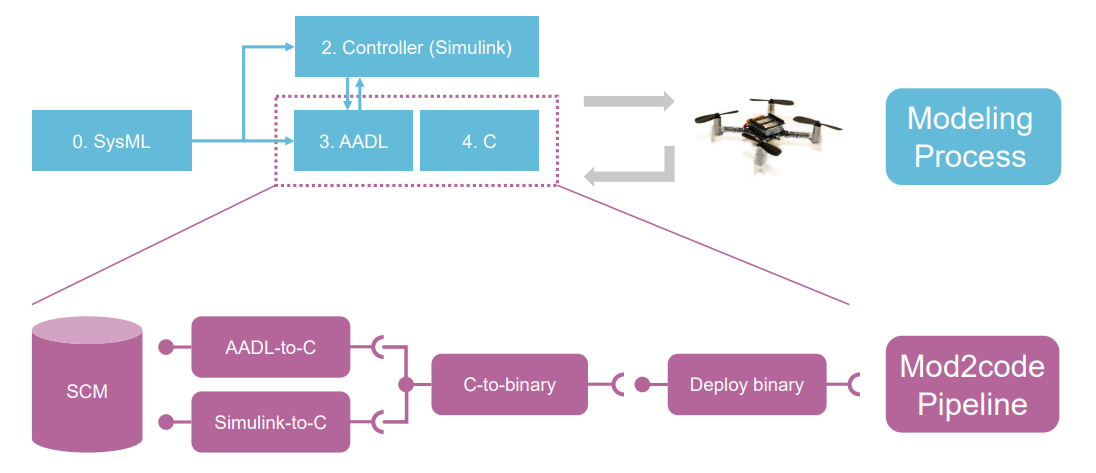 2. Controller (Simulink)
0. SysML
3. AADL
4. C
Modeling
Process
SCM
AADL-to-C
Simulink-to-C
C-to-binary
Deploy binary
Mod2code
Pipeline